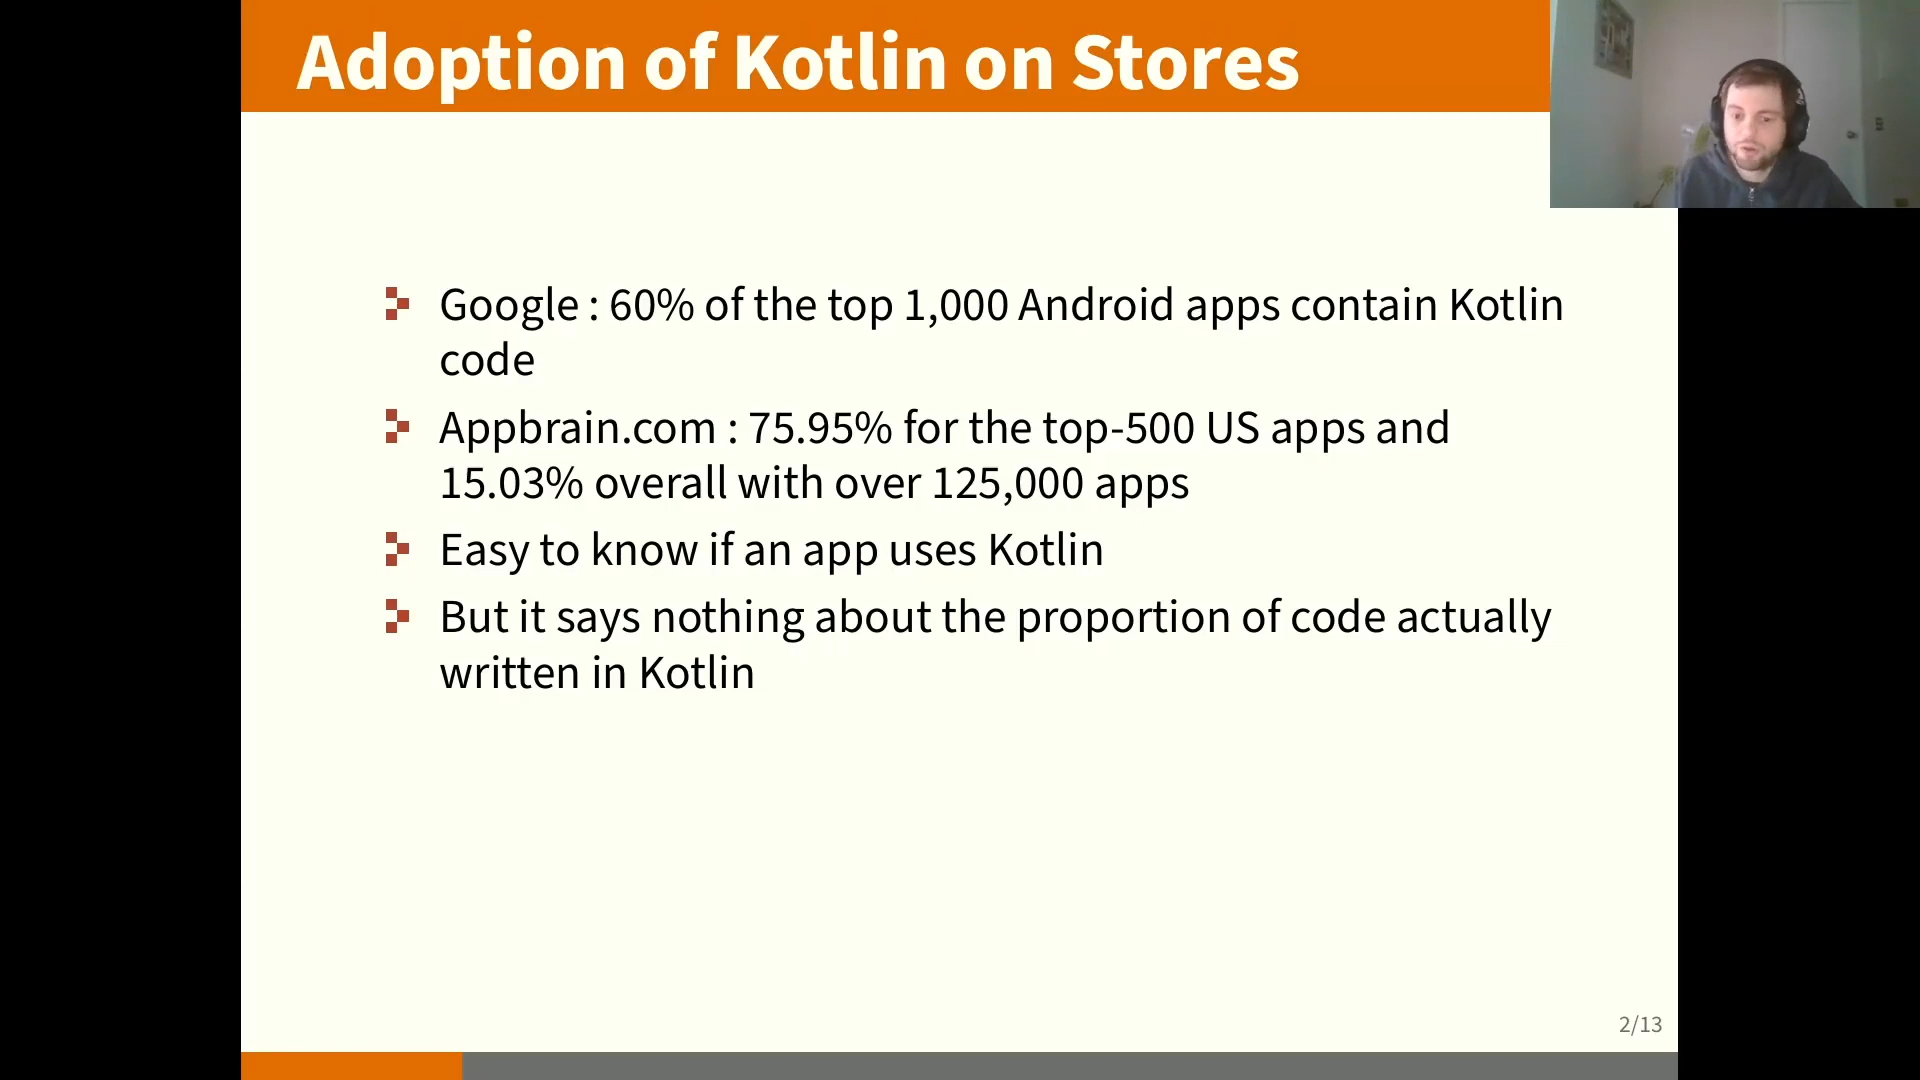 Adoption of Kotlin on Stores
Google : 60% of the top 1,000 Android apps contain Kotlin
code
Appbrain.com : 75.95% for the top-500 US apps and
15.03% overall with over 125,000 apps
Easy to know if an app uses Kotlin
But it says nothing about the proportion of code actually
written in Kotlin
2/13